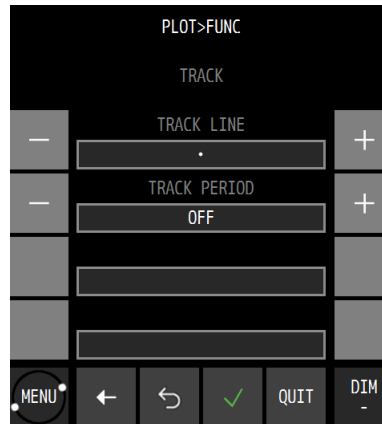 PLOT>FUNC
TRACK
TRACK LINE
− · +
TRACK PERIOD
− OFF +
MENU QUIT DIM
-